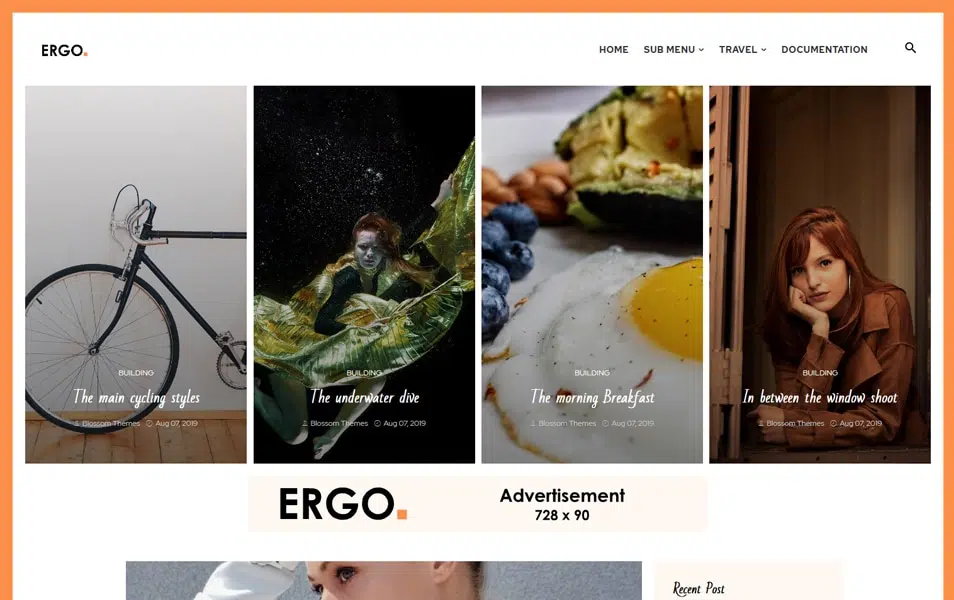 ERGO.
HOME SUB MENU TRAVEL DOCUMENTATION
BUILDING
The main cycling styles
Blossom Themes Aug 07, 2019
BUILDING
The underwater dive
Blossom Themes Aug 07, 2019
BUILDING
The morning Breakfast
Blossom Themes Aug 07, 2019
BUILDING
In between the window shoot
Blossom Themes Aug 07, 2019
ERGO.
Advertisement
728 x 90
Recent Post